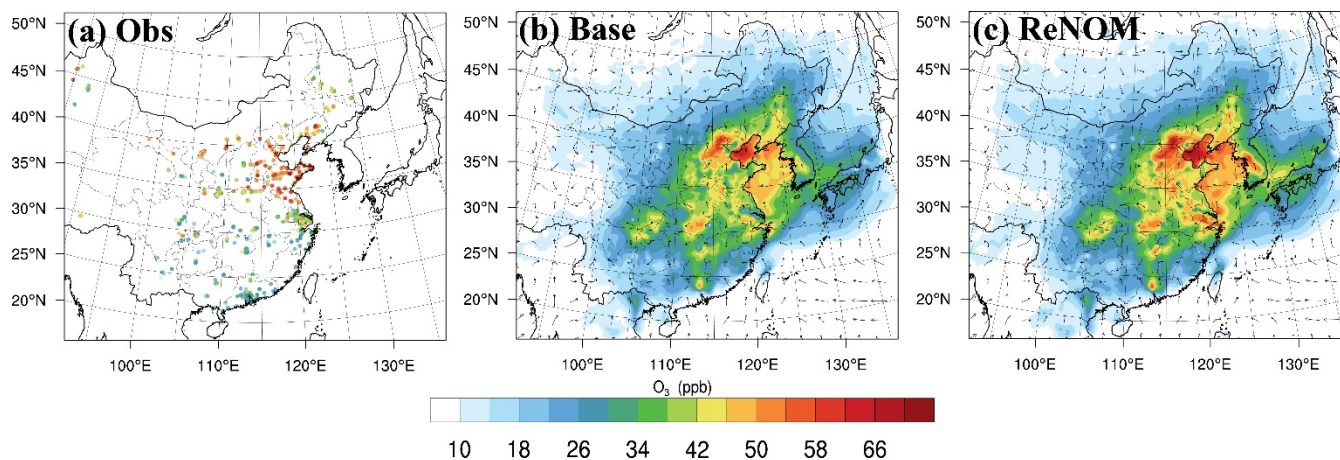 (a) Obs
(b) Base
(c) ReNOM
50°N
45°N
40°N
35°N
30°N
25°N
20°N
100°E 110°E 120°E 130°E
50°N
45°N
40°N
35°N
30°N
25°N
20°N
100°E 110°E 120°E 130°E
50°N
45°N
40°N
35°N
30°N
25°N
20°N
100°E 110°E 120°E 130°E
O₃ (ppb)
10 18 26 34 42 50 58 66